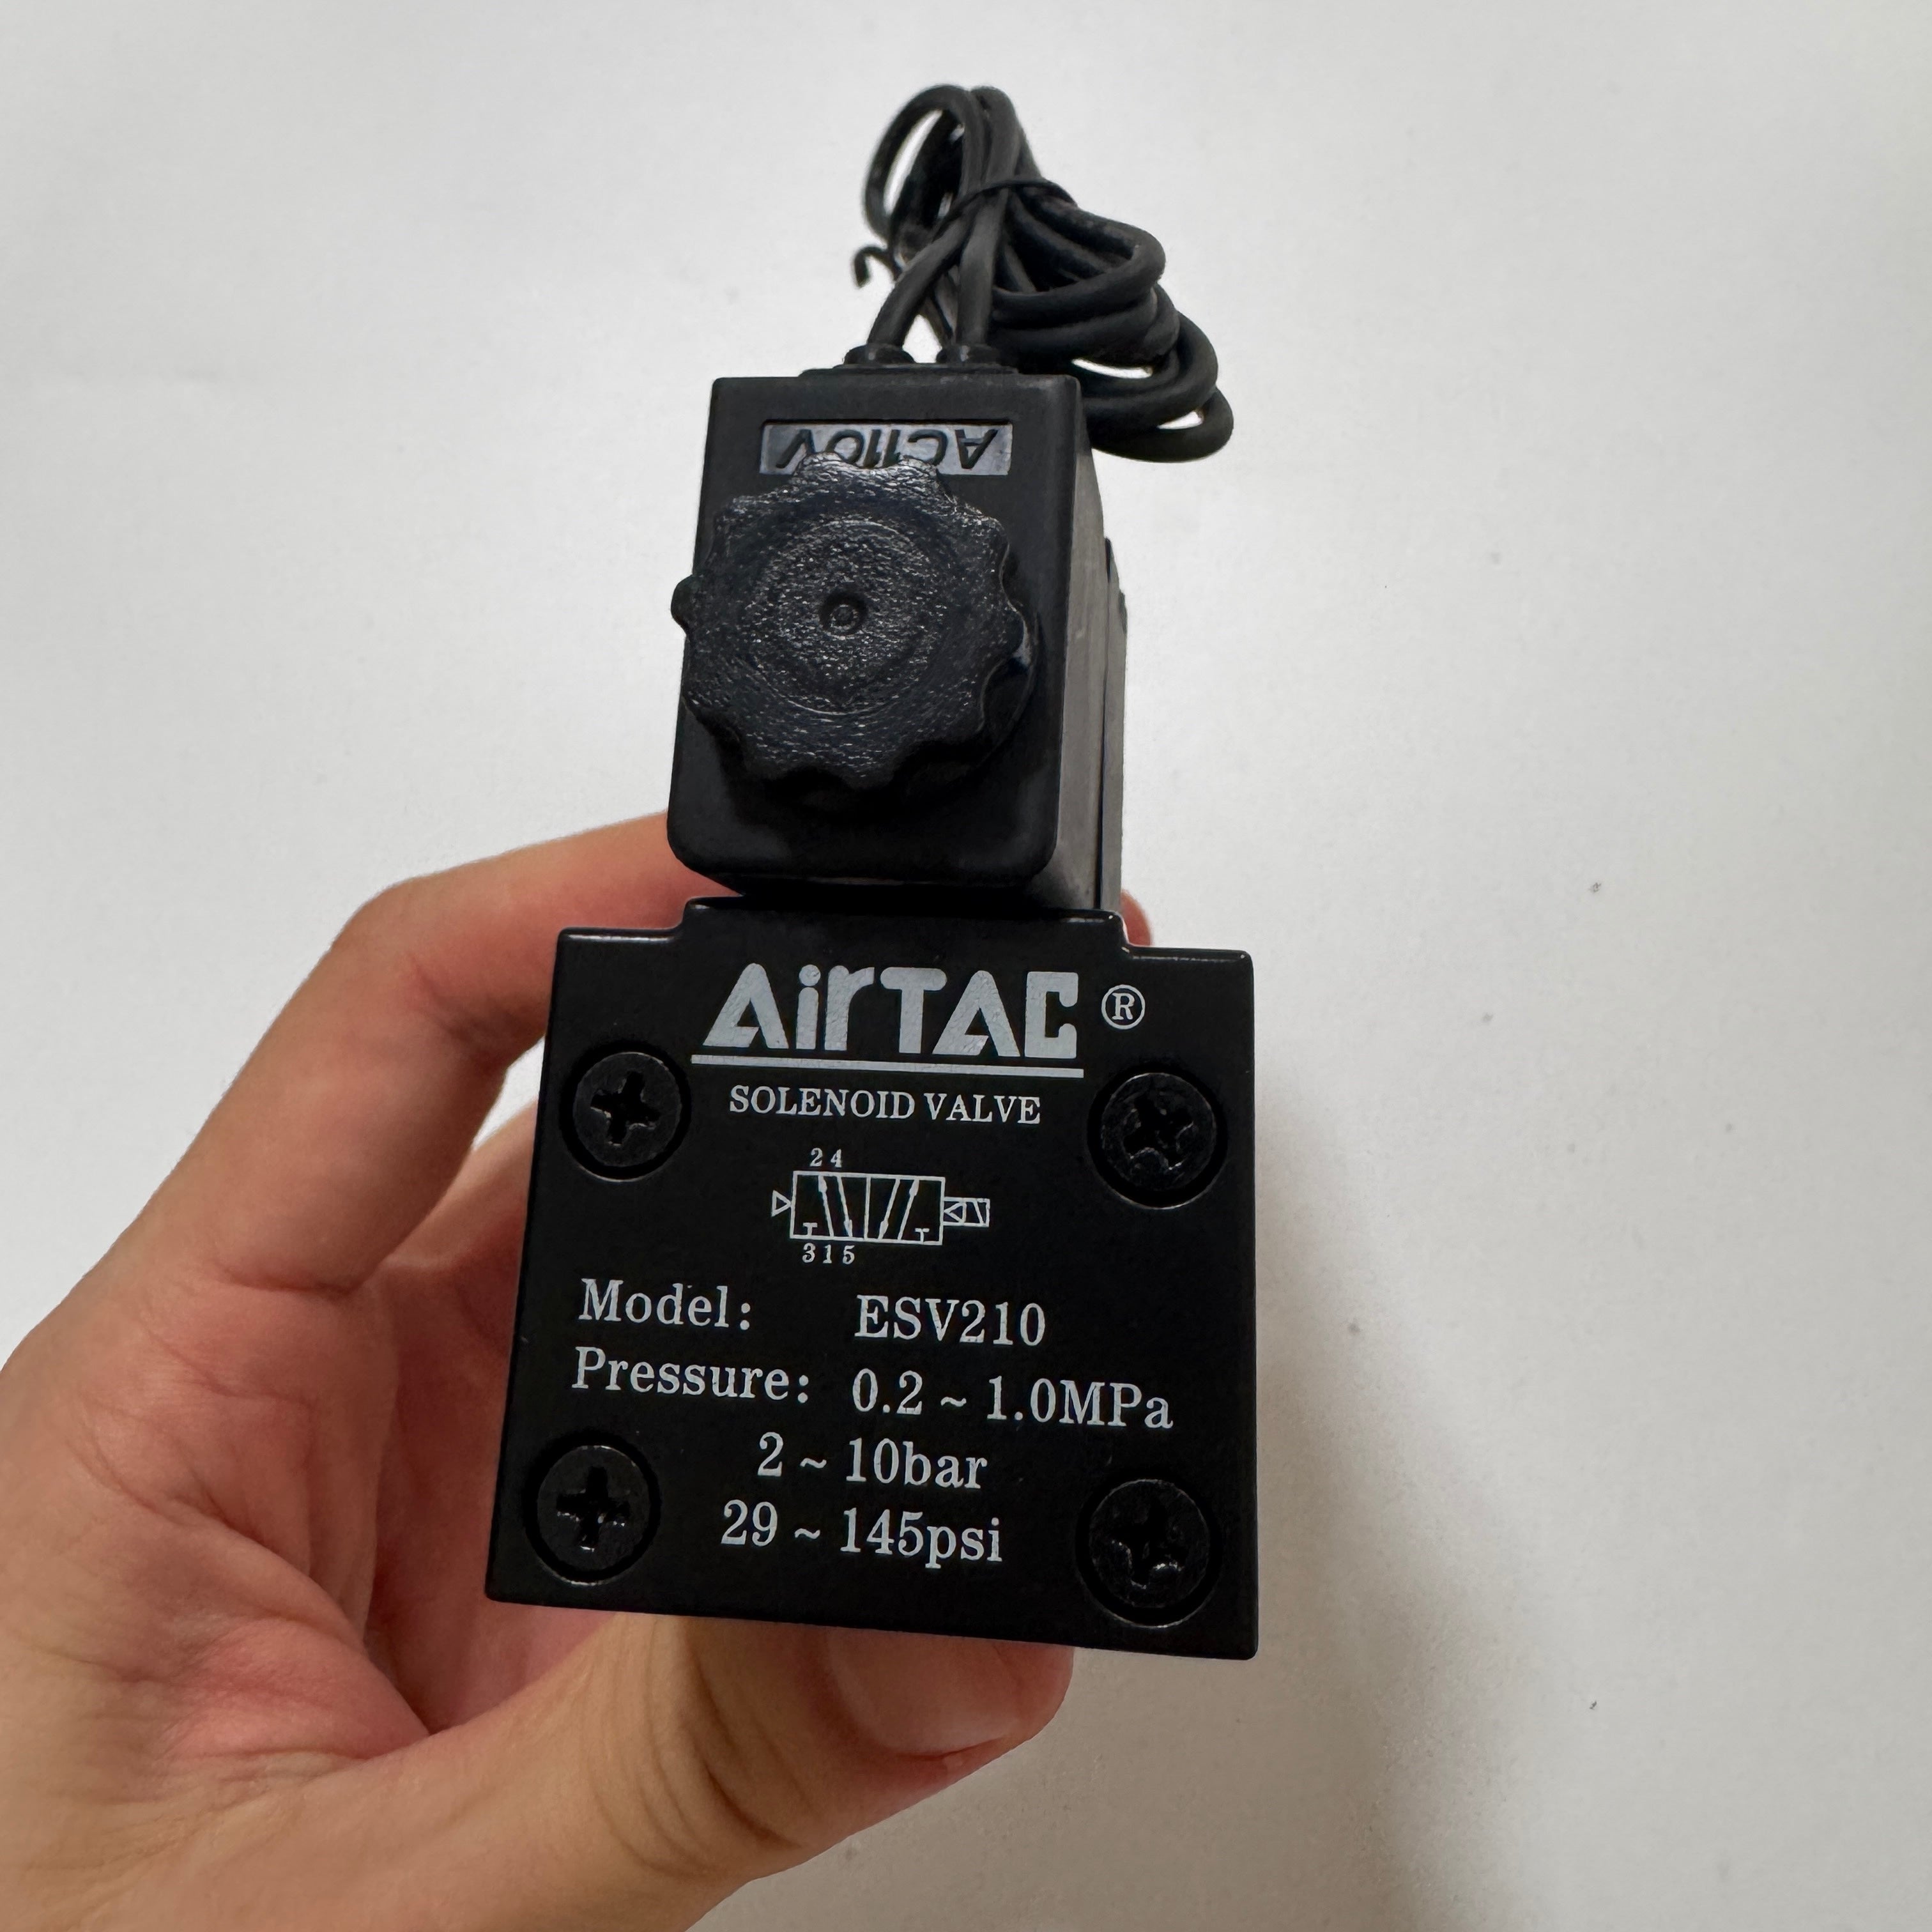 AC110V
AirTAC ®
SOLENOID VALVE
2 4
3 1 5
Model: ESV210
Pressure: 0.2 ~ 1.0MPa
2 ~ 10bar
29 ~ 145psi